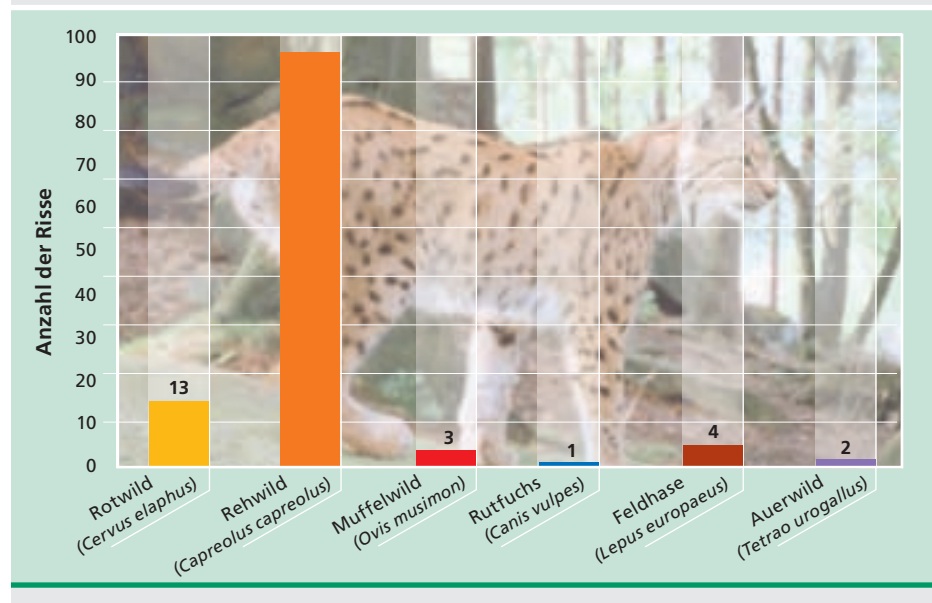 Anzahl der Risse
100
90
80
70
60
50
40
30
20
10
0
13
3
1
4
2
Rotwild
(Cervus elaphus)
Rehwild
(Capreolus capreolus)
Muffelwild
(Ovis musimon)
Rutfuchs
(Canis vulpes)
Feldhase
(Lepus europaeus)
Auerwild
(Tetrao urogallus)